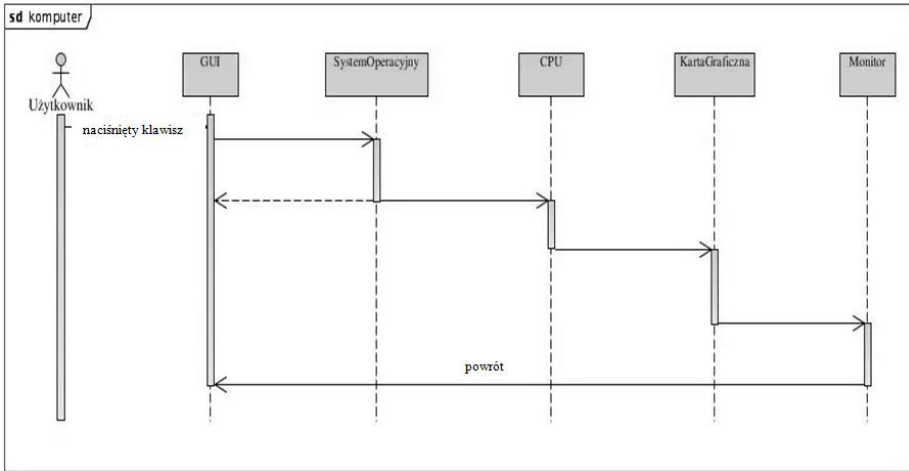 sd komputer
GUI
SystemOperacyjny
CPU
KartaGraficzna
Monitor
Użytkownik
naciśnięty klawisz
powrót